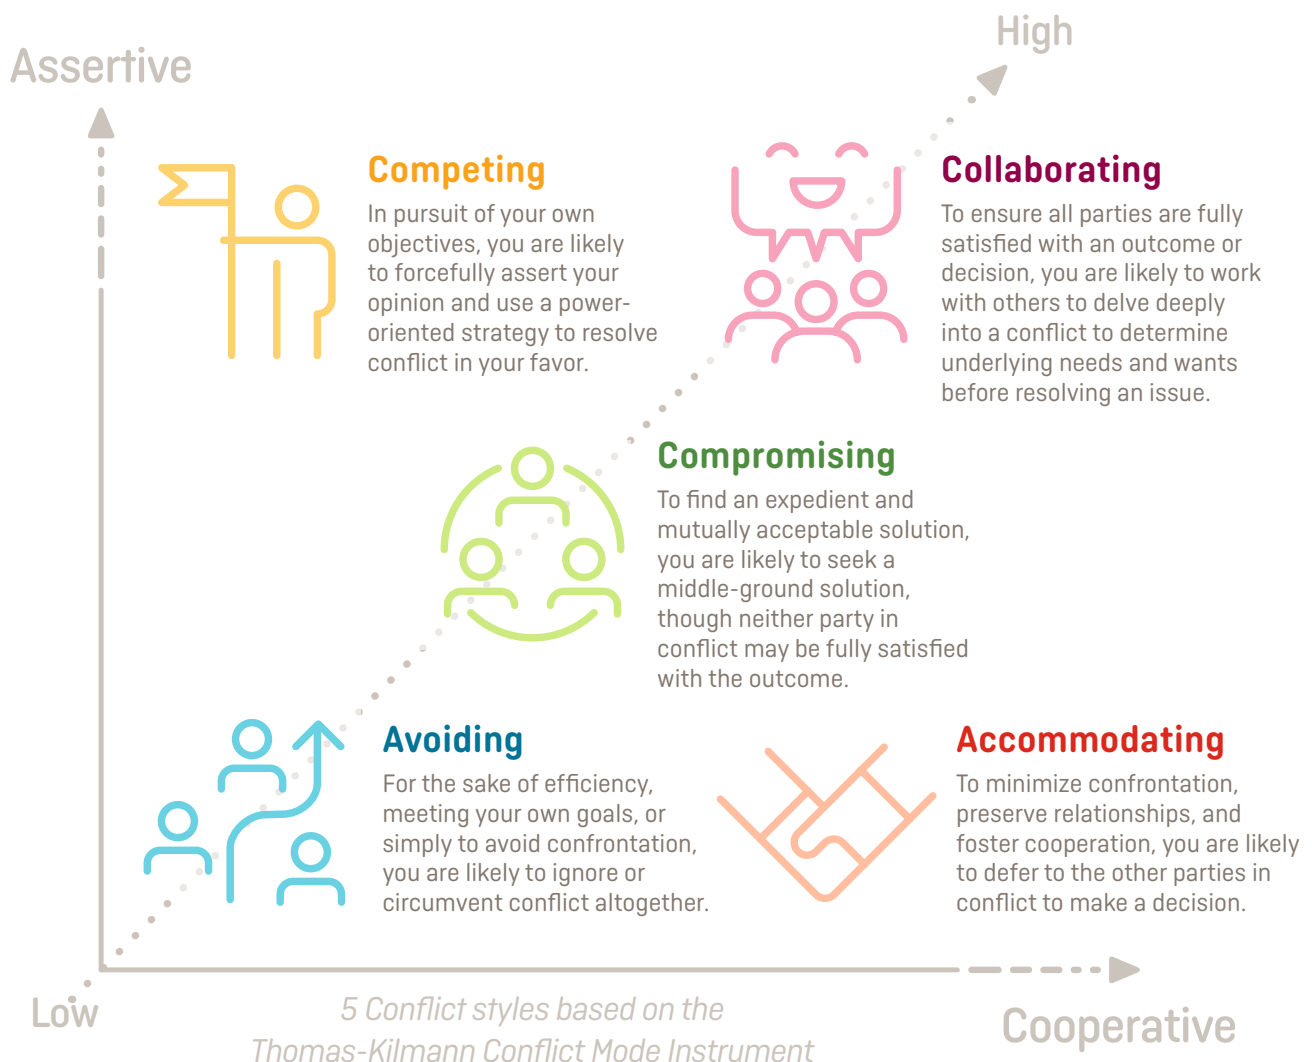 High
Assertive
Competing
In pursuit of your own
objectives, you are likely
to forcefully assert your
opinion and use a power-
oriented strategy to resolve
conflict in your favor.
Collaborating
To ensure all parties are fully
satisfied with an outcome or
decision, you are likely to work
with others to delve deeply
into a conflict to determine
underlying needs and wants
before resolving an issue.
Compromising
To find an expedient and
mutually acceptable solution,
you are likely to seek a
middle-ground solution,
though neither party in
conflict may be fully satisfied
with the outcome.
Avoiding
For the sake of efficiency,
meeting your own goals, or
simply to avoid confrontation,
you are likely to ignore or
circumvent conflict altogether.
Accommodating
To minimize confrontation,
preserve relationships, and
foster cooperation, you are likely
to defer to the other parties in
conflict to make a decision.
Low
5 Conflict styles based on the
Thomas-Kilmann Conflict Mode Instrument
Cooperative